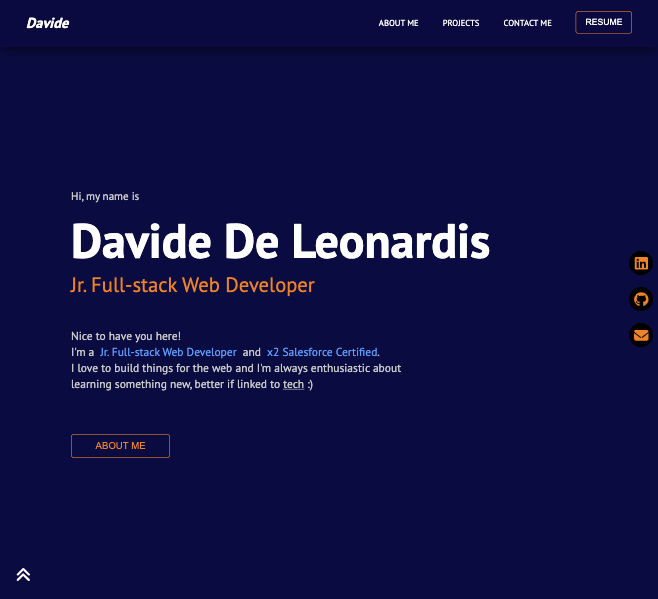 Davide
ABOUT ME
PROJECTS
CONTACT ME
RESUME
Hi, my name is
Davide De Leonardis
Jr. Full-stack Web Developer
Nice to have you here!
I'm a Jr. Full-stack Web Developer and x2 Salesforce Certified.
I love to build things for the web and I'm always enthusiastic about
learning something new, better if linked to tech :)
ABOUT ME